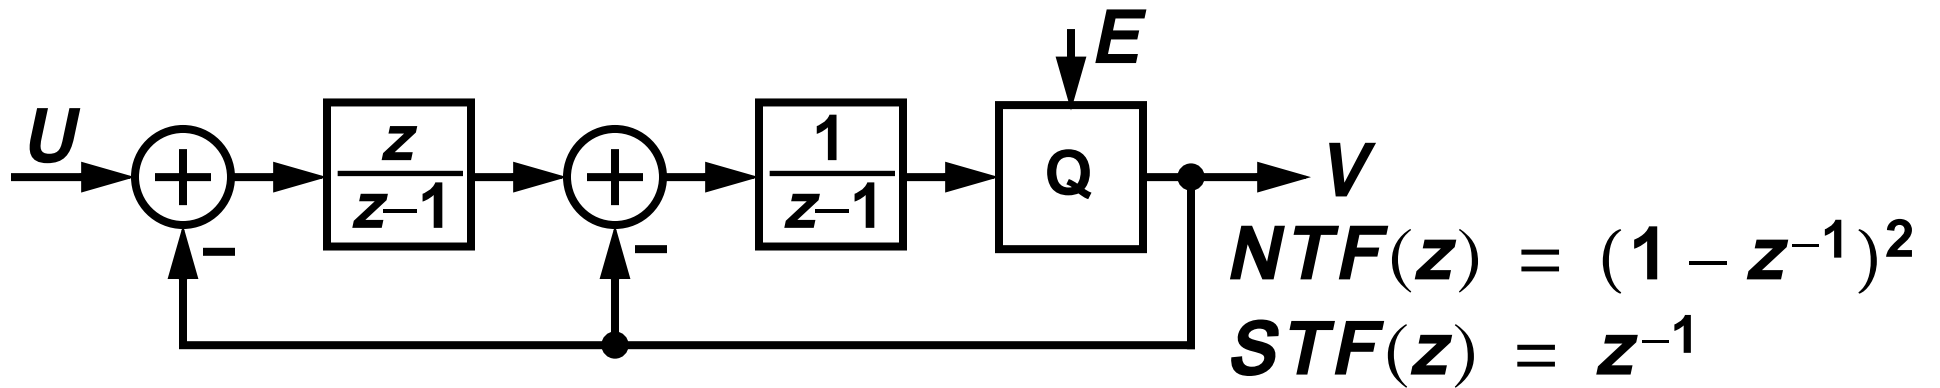 E
U
z
z–1
1
z–1
Q
V
– –
NTF(z) = (1 – z⁻¹)²
STF(z) = z⁻¹